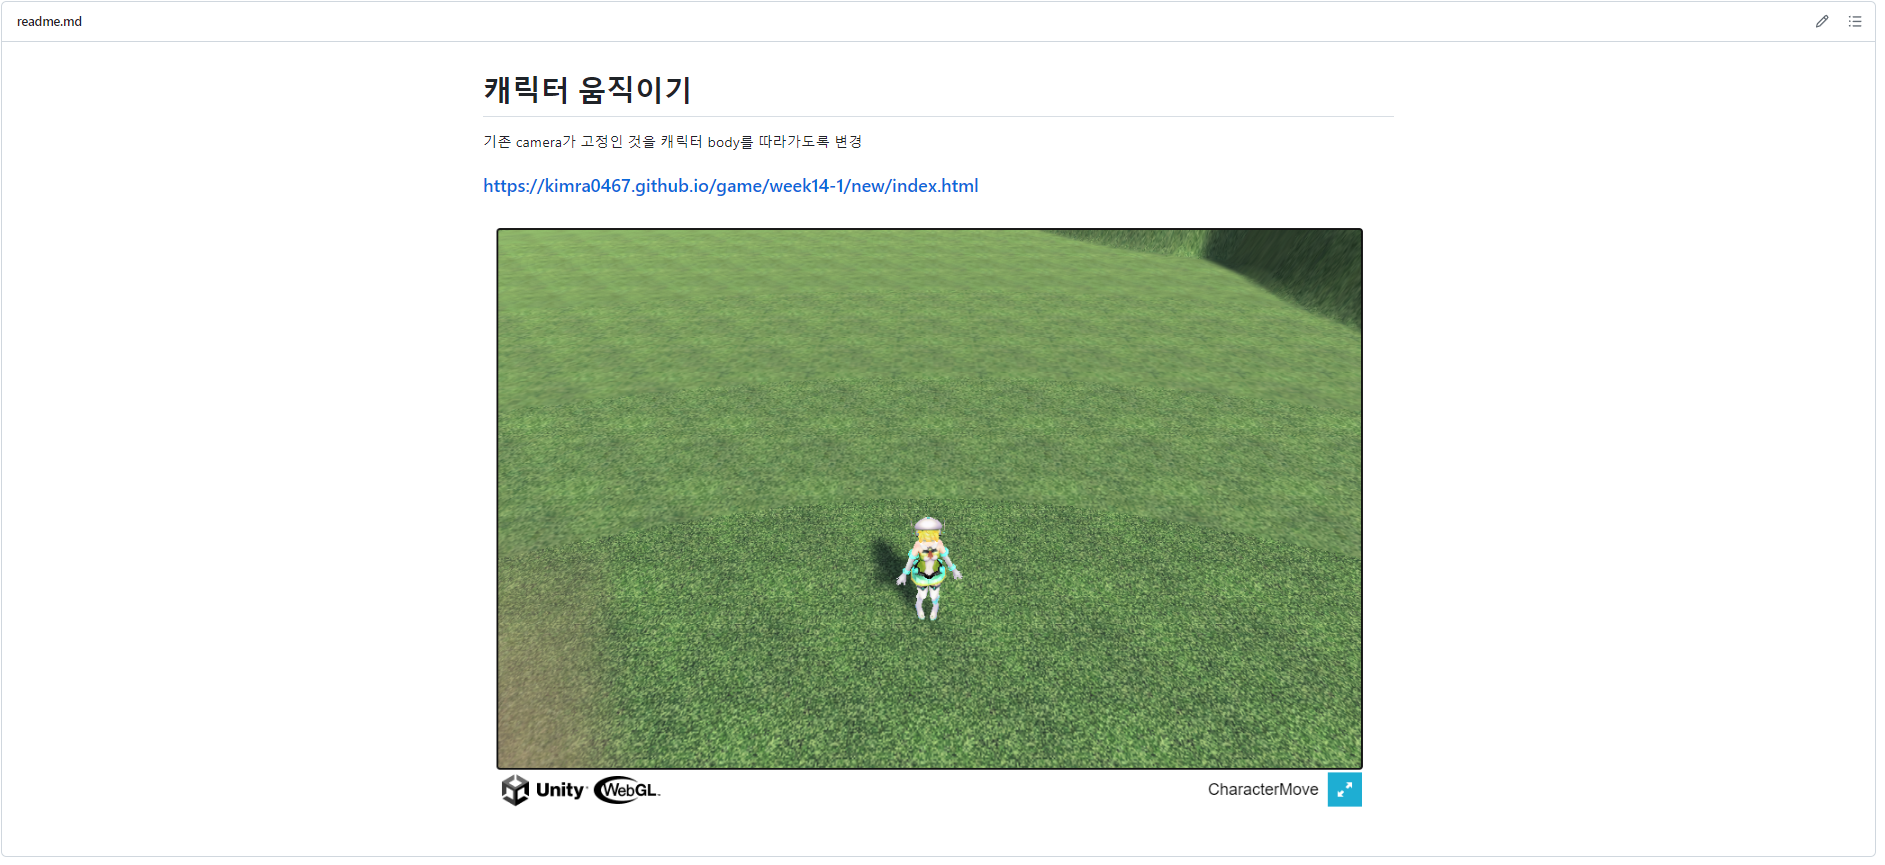 readme.md
캐릭터 움직이기
기존 camera가 고정인 것을 캐릭터 body를 따라가도록 변경
https://kimra0467.github.io/game/week14-1/new/index.html
Unity WebGL
CharacterMove